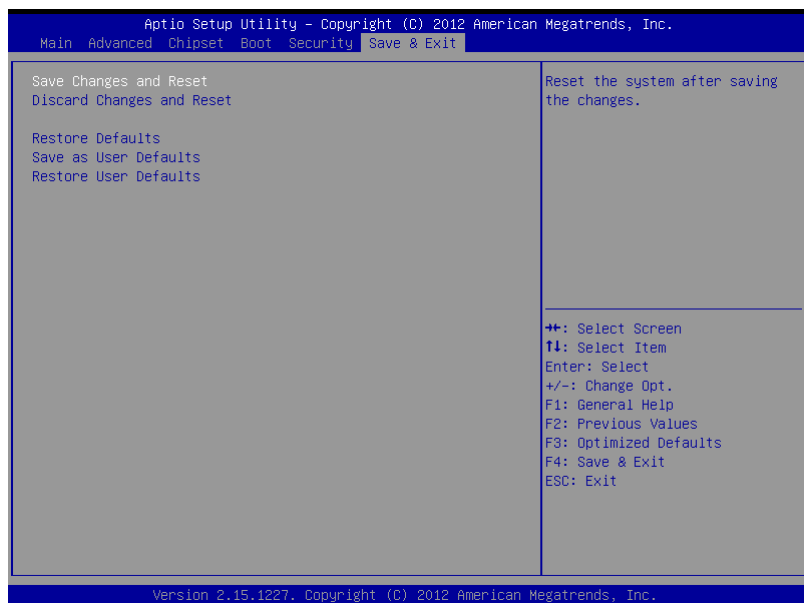 Aptio Setup Utility – Copyright (C) 2012 American Megatrends, Inc.
Main Advanced Chipset Boot Security Save & Exit
Save Changes and Reset
Discard Changes and Reset
Restore Defaults
Save as User Defaults
Restore User Defaults
Reset the system after saving
the changes.
→←: Select Screen
↑↓: Select Item
Enter: Select
+/-: Change Opt.
F1: General Help
F2: Previous Values
F3: Optimized Defaults
F4: Save & Exit
ESC: Exit
Version 2.15.1227. Copyright (C) 2012 American Megatrends, Inc.